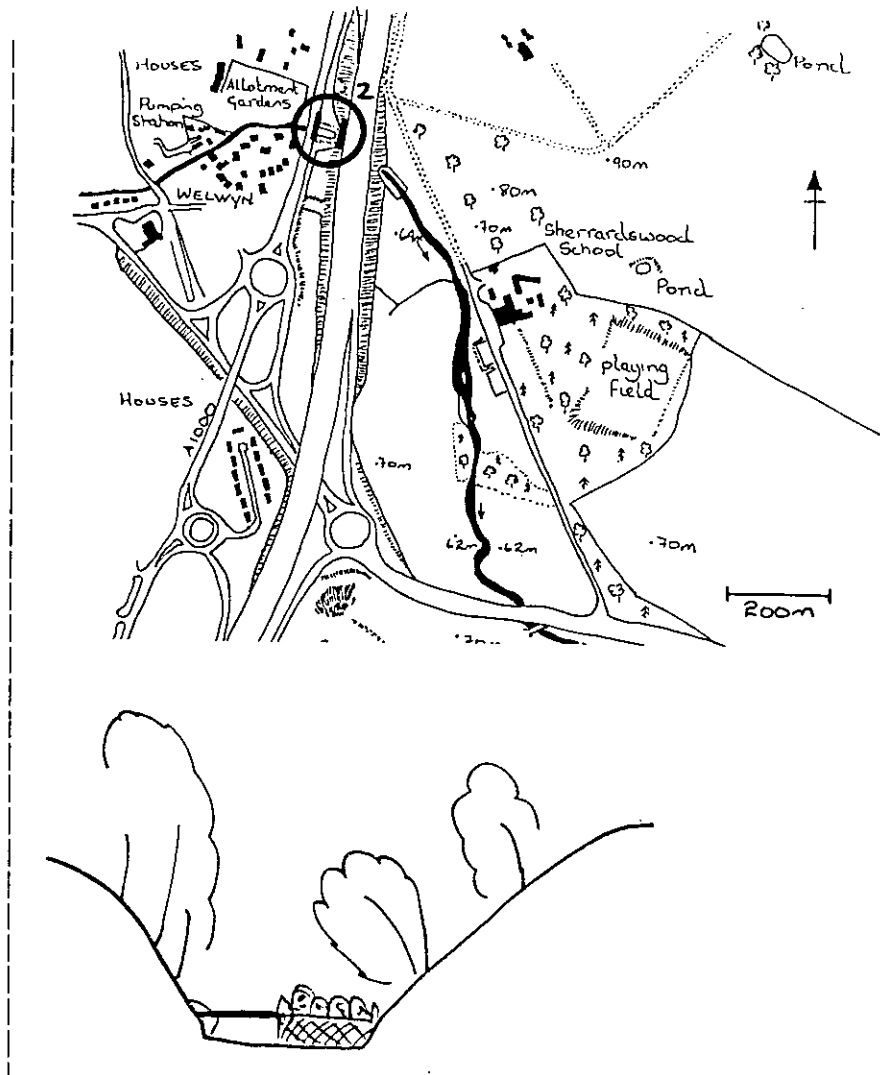 HOUSES
Allotment
Gardens
2
Pond
Pumping
Station
WELWYN
.90m
.80m
.70m
Sherrardswood
School
.64m
Pond
playing
field
HOUSES
A1000
.70m
62m
.62m
.70m
200m